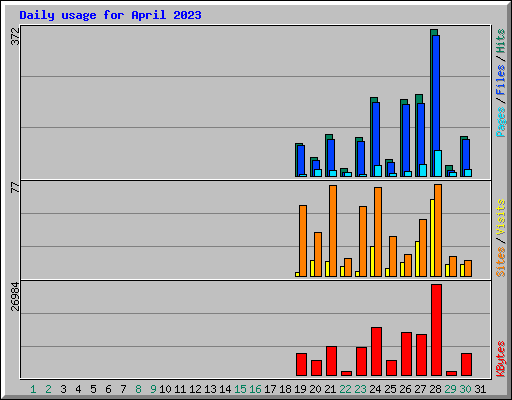 Daily usage for April 2023
372
Pages / Files / Hits
77
Sites / Visits
26984
KBytes
1 2 3 4 5 6 7 8 9 10 11 12 13 14 15 16 17 18 19 20 21 22 23 24 25 26 27 28 29 30 31